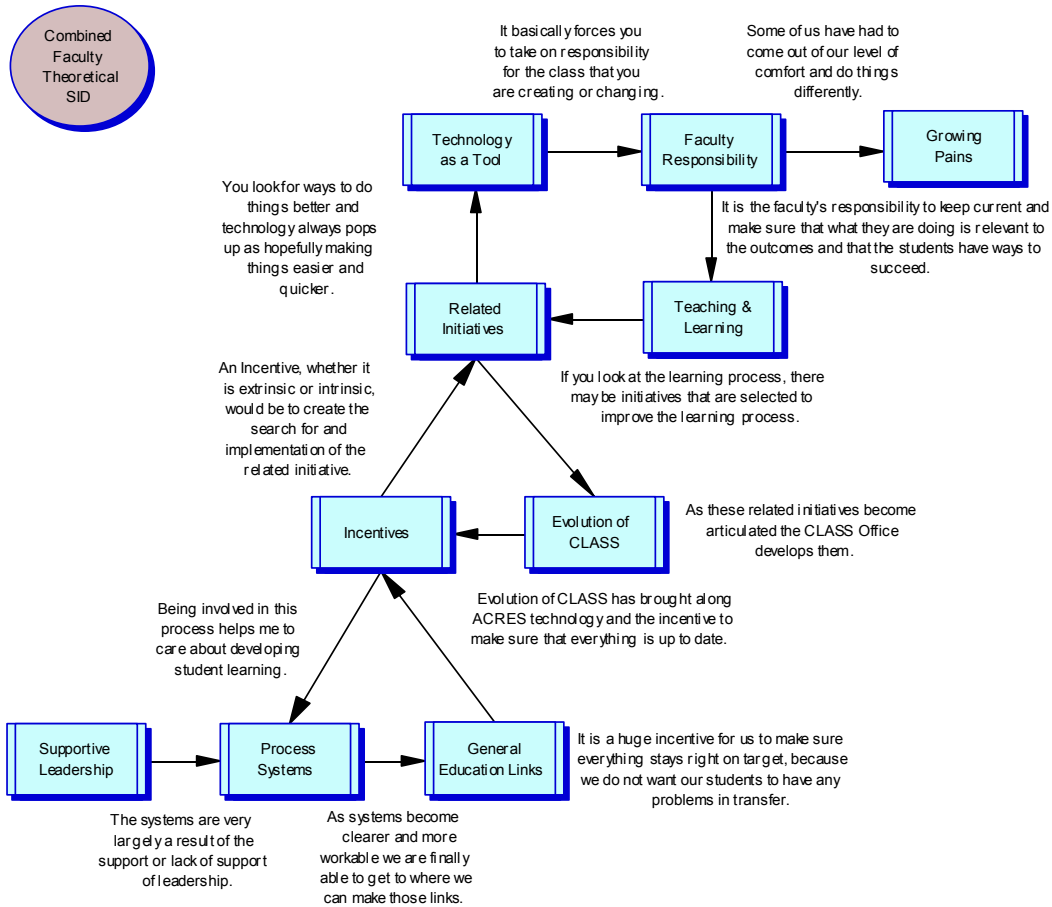 Combined
Faculty
Theoretical
SID
It basically forces you
to take on responsibility
for the class that you
are creating or changing.
Some of us have had to
come out of our level of
comfort and do things
differently.
Technology
as a Tool
Faculty
Responsibility
Growing
Pains
You look for ways to do
things better and
technology always pops
up as hopefully making
things easier and
quicker.
It is the faculty's responsibility to keep current and
make sure that what they are doing is relevant to
the outcomes and that the students have ways to
succeed.
Related
Initiatives
Teaching &
Learning
An Incentive, whether it
is extrinsic or intrinsic,
would be to create the
search for and
implementation of the
related initiative.
If you look at the learning process, there
may be initiatives that are selected to
improve the learning process.
Incentives
Evolution of
CLASS
As these related initiatives become
articulated the CLASS Office
develops them.
Being involved in this
process helps me to
care about developing
student learning.
Evolution of CLASS has brought along
ACRES technology and the incentive to
make sure that everything is up to date.
Supportive
Leadership
Process
Systems
General
Education Links
It is a huge incentive for us to make sure
everything stays right on target, because
we do not want our students to have any
problems in transfer.
The systems are very
largely a result of the
support or lack of support
of leadership.
As systems become
clearer and more
workable we are finally
able to get to where we
can make those links.